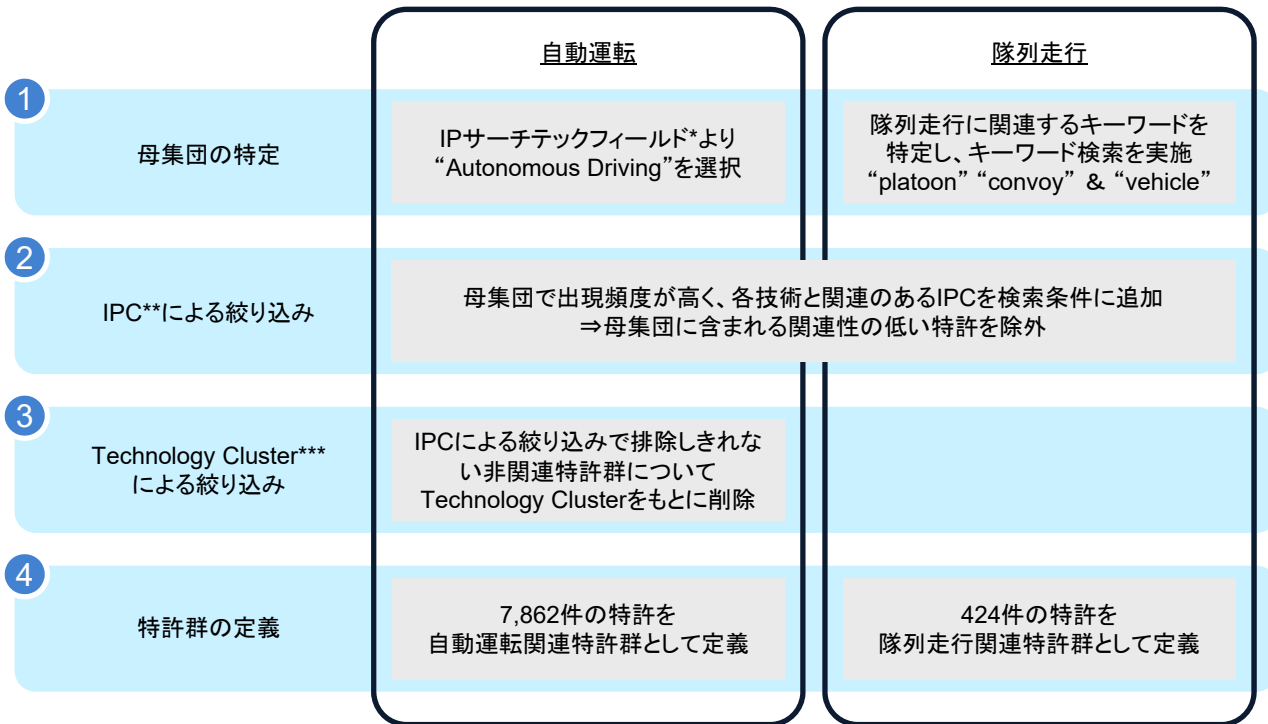 自動運転
隊列走行
1
母集団の特定
IPサーチテックフィールド*より
“Autonomous Driving”を選択
隊列走行に関連するキーワードを
特定し、キーワード検索を実施
“platoon” “convoy” & “vehicle”
2
IPC**による絞り込み
母集団で出現頻度が高く、各技術と関連のあるIPCを検索条件に追加
⇒母集団に含まれる関連性の低い特許を除外
3
Technology Cluster***
による絞り込み
IPCによる絞り込みで排除しきれな
い非関連特許群について
Technology Clusterをもとに削除
4
特許群の定義
7,862件の特許を
自動運転関連特許群として定義
424件の特許を
隊列走行関連特許群として定義